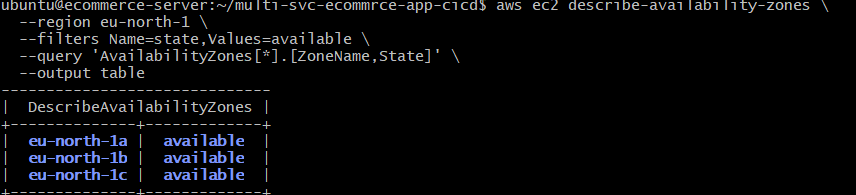 ubuntu@ecommerce-server:~/multi-svc-ecommrce-app-cicd$ aws ec2 describe-availability-zones \
  --region eu-north-1 \
  --filters Name=state,Values=available \
  --query 'AvailabilityZones[*].[ZoneName,State]' \
  --output table
------------------------------
|  DescribeAvailabilityZones |
+--------------+-------------+
|  eu-north-1a |  available  |
|  eu-north-1b |  available  |
|  eu-north-1c |  available  |
+--------------+-------------+